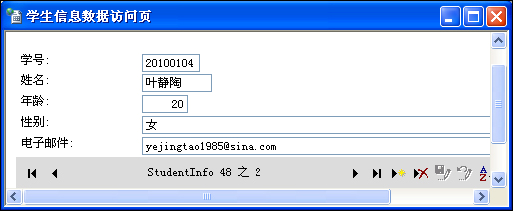 学生信息数据访问页
学号: 20100104
姓名: 叶静陶
年龄: 20
性别: 女
电子邮件: yejingtao1985@sina.com
StudentInfo 48 之 2